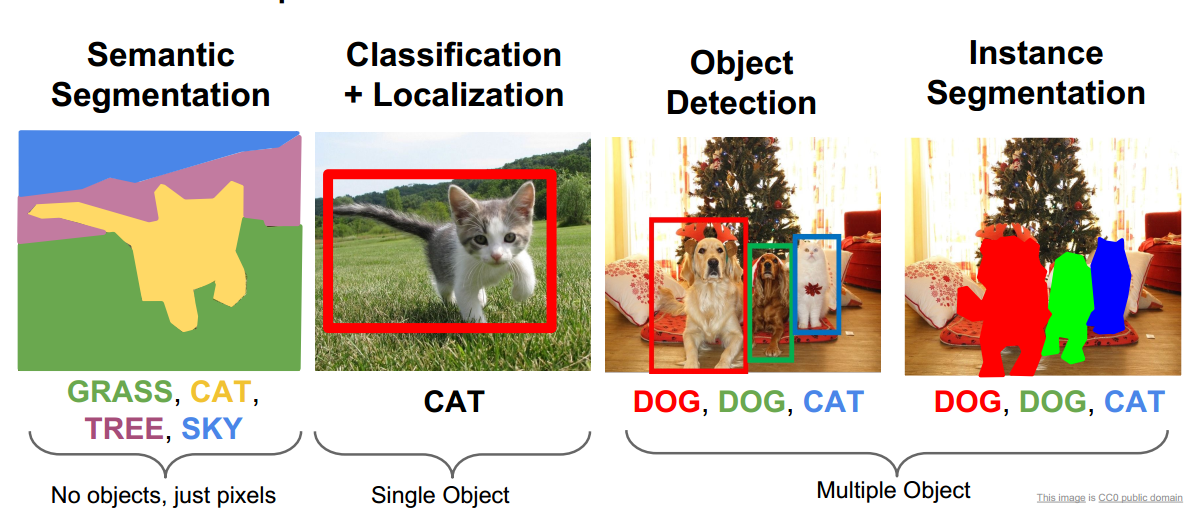 Semantic
Segmentation
Classification
+ Localization
Object
Detection
Instance
Segmentation
GRASS, CAT,
TREE, SKY
CAT
DOG, DOG, CAT
DOG, DOG, CAT
No objects, just pixels
Single Object
Multiple Object
This image is CC0 public domain